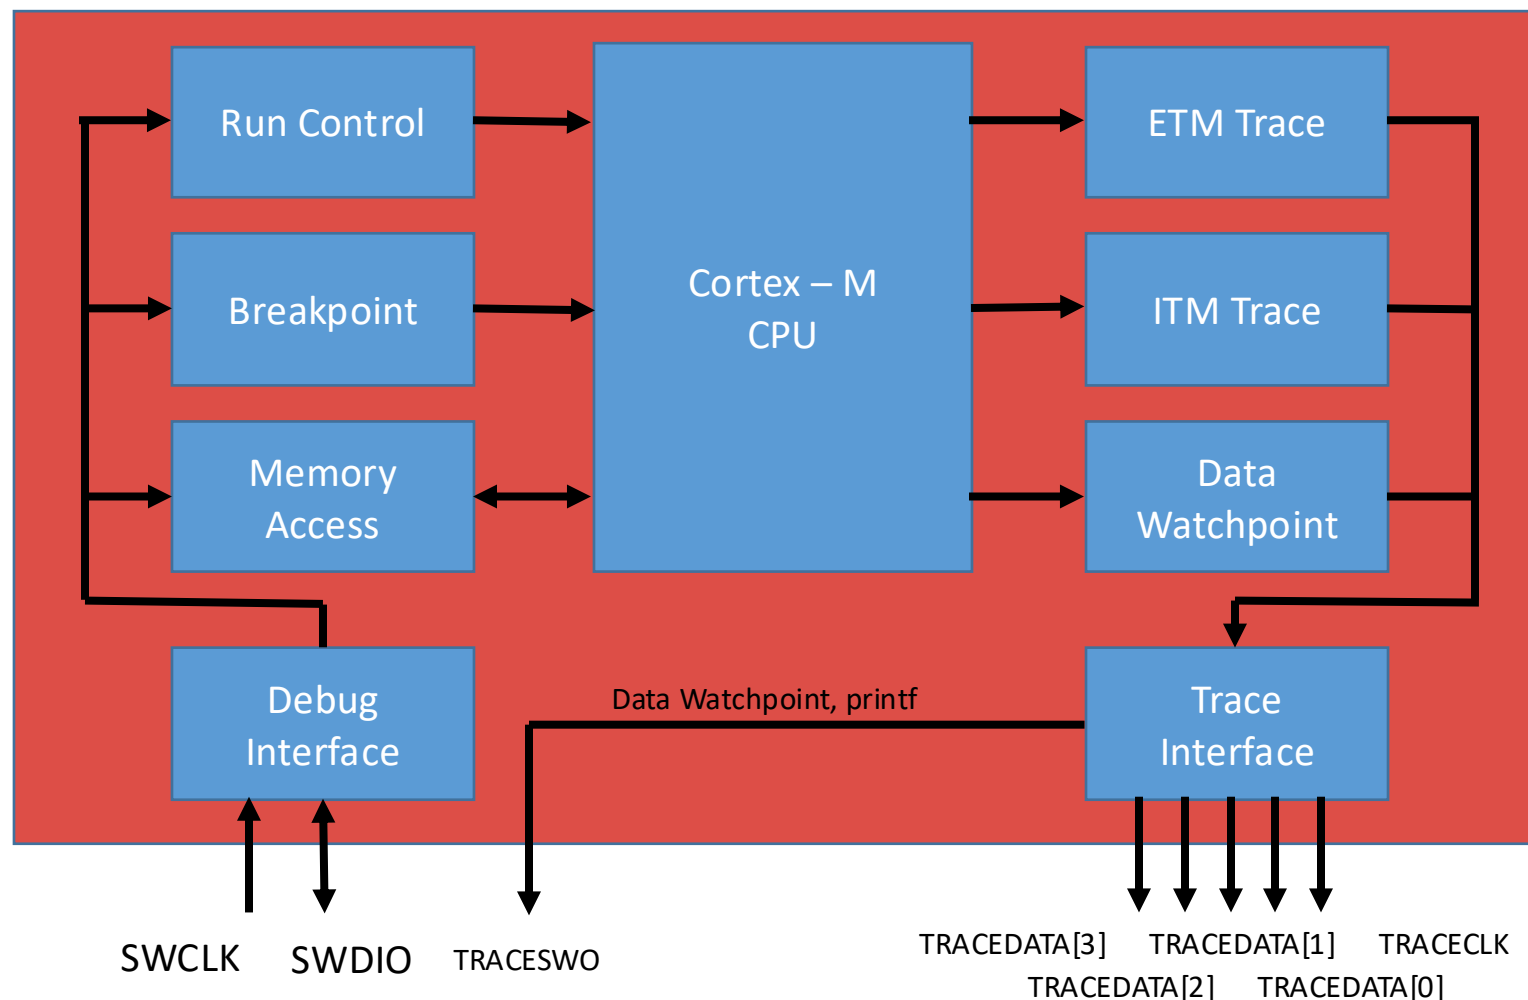 Run Control
ETM Trace
Cortex – M
CPU
Breakpoint
ITM Trace
Memory
Access
Data
Watchpoint
Debug
Interface
Data Watchpoint, printf
Trace
Interface
SWCLK
SWDIO
TRACESWO
TRACEDATA[3]
TRACEDATA[1]
TRACECLK
TRACEDATA[2]
TRACEDATA[0]